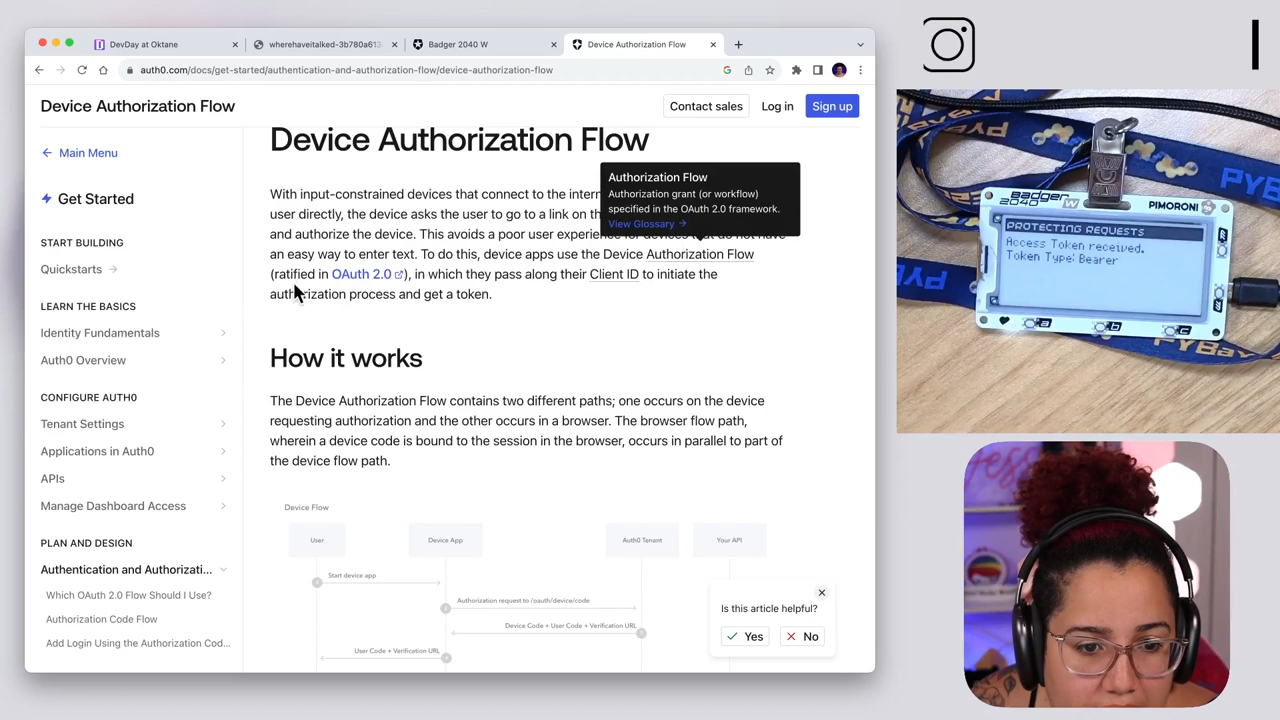 DevDay at Oktane
wherehaveitalked-3b780a613
Badger 2040 W
Device Authorization Flow
auth0.com/docs/get-started/authentication-and-authorization-flow/device-authorization-flow
Device Authorization Flow
Contact sales
Log in
Sign up
Main Menu
Get Started
START BUILDING
Quickstarts
LEARN THE BASICS
Identity Fundamentals
Auth0 Overview
CONFIGURE AUTH0
Tenant Settings
Applications in Auth0
APIs
Manage Dashboard Access
PLAN AND DESIGN
Authentication and Authorizati...
Which OAuth 2.0 Flow Should I Use?
Authorization Code Flow
Add Login Using the Authorization Cod...
Device Authorization Flow
With input-constrained devices that connect to the inter
user directly, the device asks the user to go to a link on th
and authorize the device. This avoids a poor user experience for devices that do not have
an easy way to enter text. To do this, device apps use the Device Authorization Flow
(ratified in OAuth 2.0), in which they pass along their Client ID to initiate the
authorization process and get a token.
Authorization Flow
Authorization grant (or workflow)
specified in the OAuth 2.0 framework.
View Glossary
How it works
The Device Authorization Flow contains two different paths; one occurs on the device
requesting authorization and the other occurs in a browser. The browser flow path,
wherein a device code is bound to the session in the browser, occurs in parallel to part of
the device flow path.
Device Flow
User
Device App
Auth0 Tenant
Your API
Start device app
Authorization request to /oauth/device/code
Device Code + User Code + Verification URL
User Code + Verification URL
Is this article helpful?
Yes
No
PYBay
badger
2040 W
PIMORONI
PROTECTING REQUESTS
Access Token received.
Token Type: Bearer
a
b
c